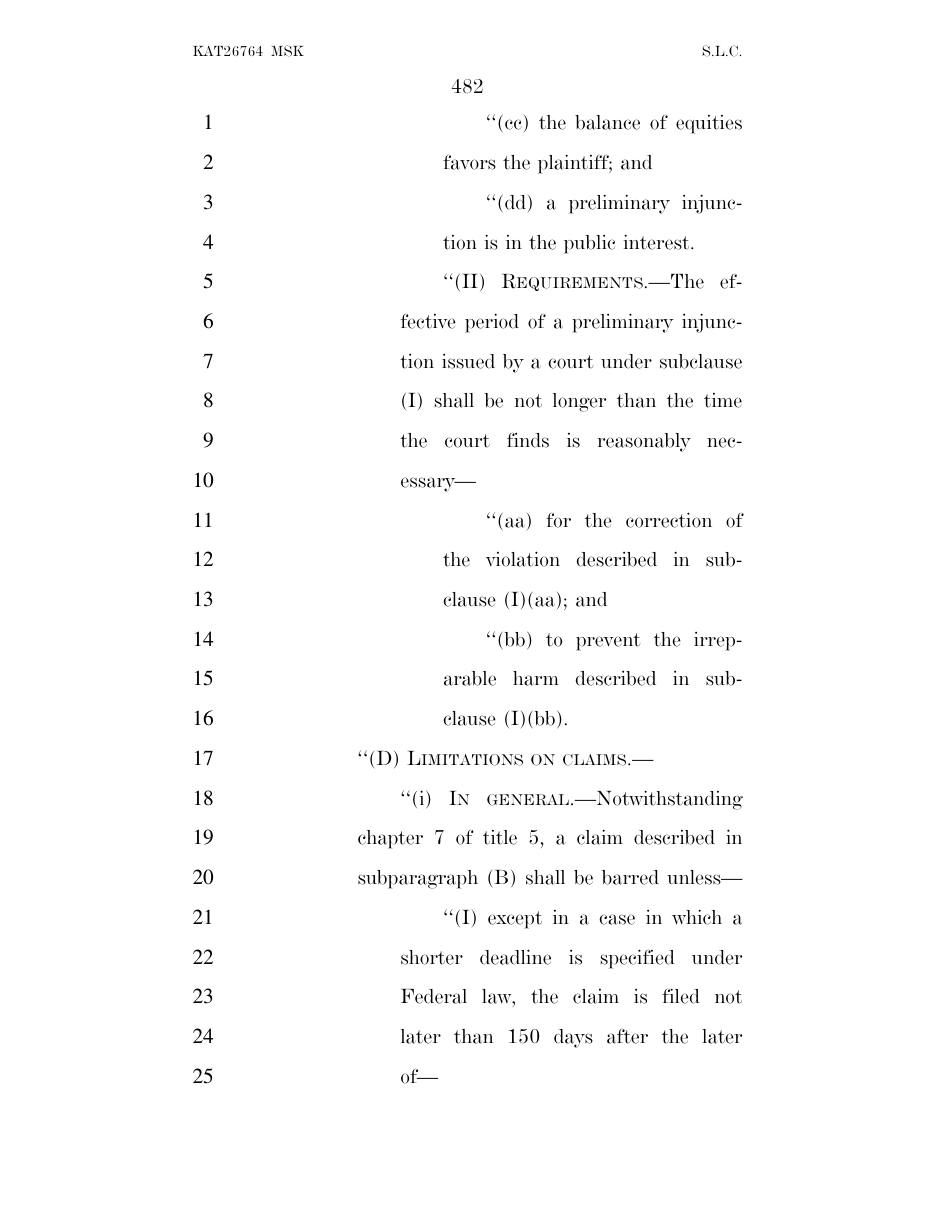 KAT26764 MSK S.L.C.
482
1 ‘‘(cc) the balance of equities
2 favors the plaintiff; and
3 ‘‘(dd) a preliminary injunc-
4 tion is in the public interest.
5 ‘‘(II) REQUIREMENTS.—The ef-
6 fective period of a preliminary injunc-
7 tion issued by a court under subclause
8 (I) shall be not longer than the time
9 the court finds is reasonably nec-
10 essary—
11 ‘‘(aa) for the correction of
12 the violation described in sub-
13 clause (I)(aa); and
14 ‘‘(bb) to prevent the irrep-
15 arable harm described in sub-
16 clause (I)(bb).
17 ‘‘(D) LIMITATIONS ON CLAIMS.—
18 ‘‘(i) IN GENERAL.—Notwithstanding
19 chapter 7 of title 5, a claim described in
20 subparagraph (B) shall be barred unless—
21 ‘‘(I) except in a case in which a
22 shorter deadline is specified under
23 Federal law, the claim is filed not
24 later than 150 days after the later
25 of—